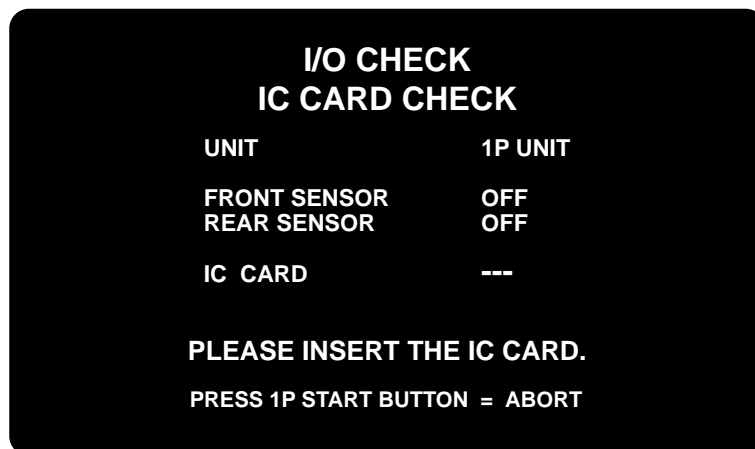 I/O CHECK
IC CARD CHECK
UNIT 1P UNIT
FRONT SENSOR OFF
REAR SENSOR OFF
IC CARD ---
PLEASE INSERT THE IC CARD.
PRESS 1P START BUTTON = ABORT